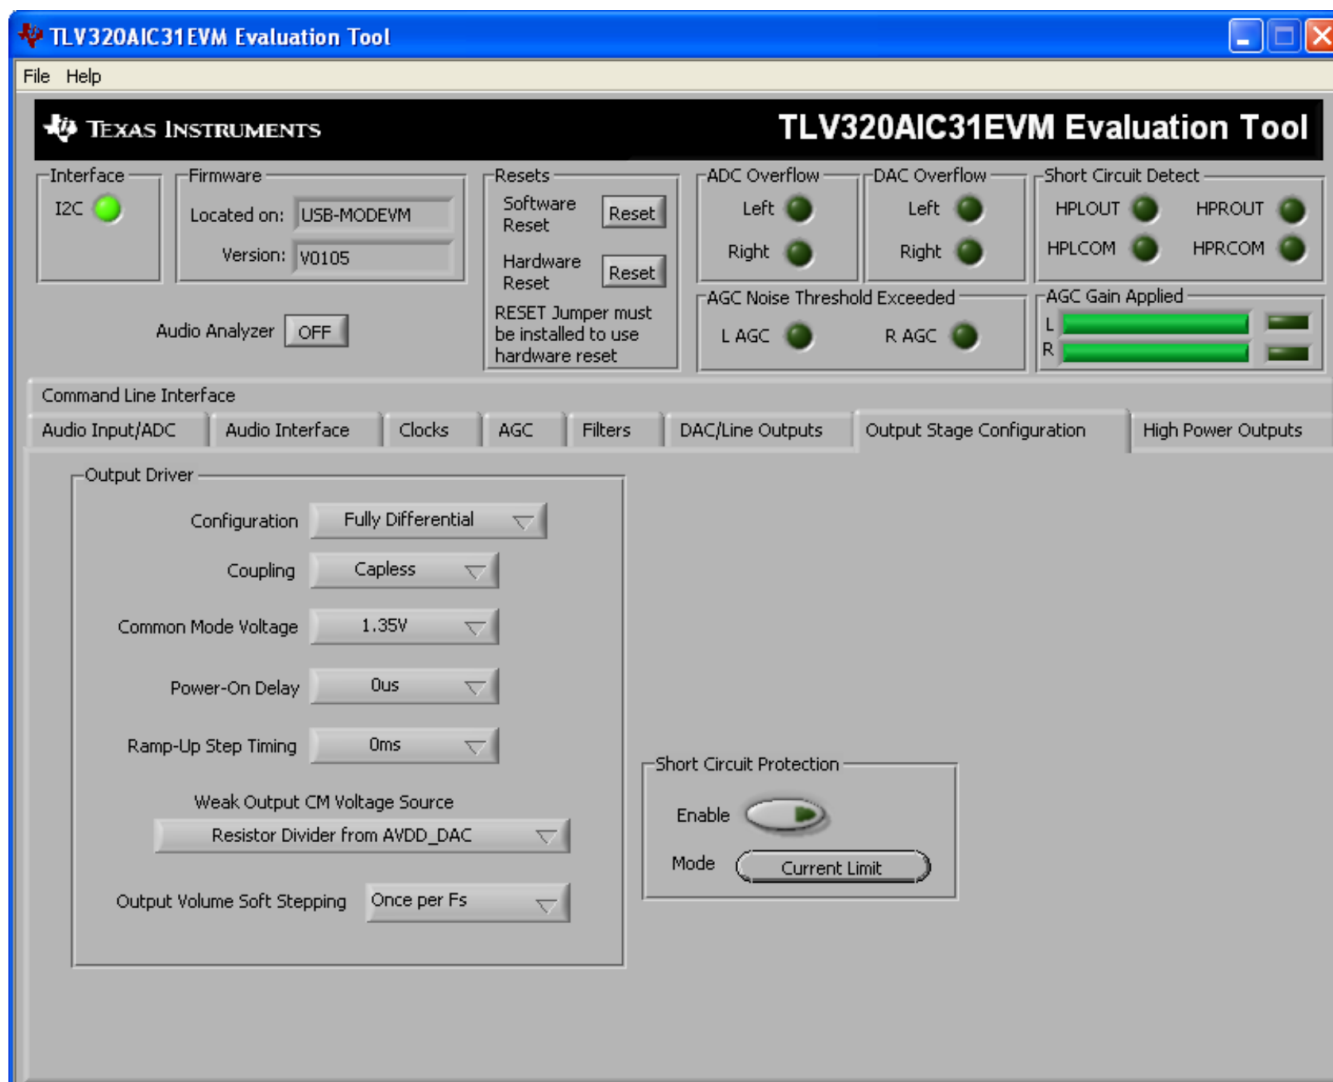 TLV320AIC31EVM Evaluation Tool
File Help
TEXAS INSTRUMENTS
TLV320AIC31EVM Evaluation Tool
Interface
I2C
Firmware
Located on: USB-MODEVM
Version: V0105
Audio Analyzer OFF
Resets
Software
Reset
Reset
Hardware
Reset
Reset
RESET Jumper must
be installed to use
hardware reset
ADC Overflow
Left
Right
DAC Overflow
Left
Right
Short Circuit Detect
HPLOUT HPROUT
HPLCOM HPRCOM
AGC Noise Threshold Exceeded
L AGC R AGC
AGC Gain Applied
L
R
Command Line Interface
Audio Input/ADC Audio Interface Clocks AGC Filters DAC/Line Outputs Output Stage Configuration High Power Outputs
Output Driver
Configuration Fully Differential
Coupling Capless
Common Mode Voltage 1.35V
Power-On Delay 0us
Ramp-Up Step Timing 0ms
Weak Output CM Voltage Source
Resistor Divider from AVDD_DAC
Output Volume Soft Stepping Once per Fs
Short Circuit Protection
Enable
Mode Current Limit